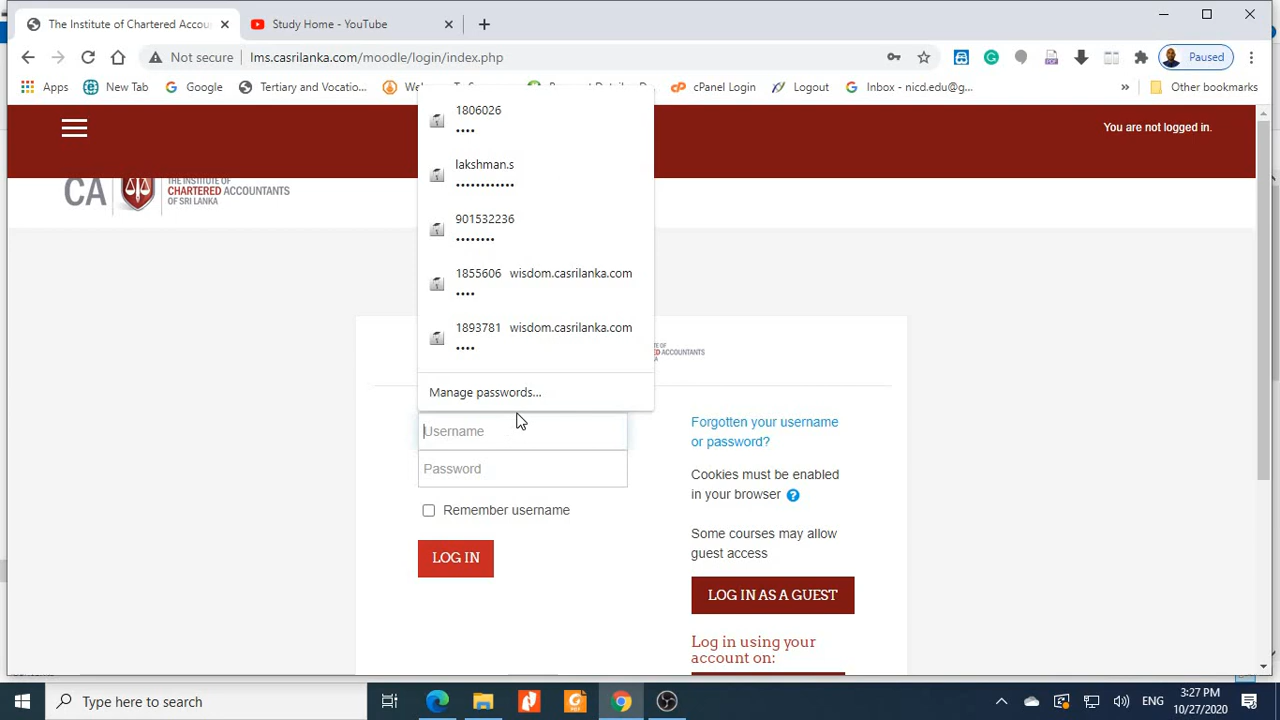 The Institute of Chartered Accou
Study Home - YouTube
Not secure
lms.casrilanka.com/moodle/login/index.php
Paused
Apps
New Tab
Google
Tertiary and Vocatio...
cPanel Login
Logout
Inbox - nicd.edu@g...
»
Other bookmarks
You are not logged in.
CA
THE INSTITUTE OF
CHARTERED ACCOUNTANTS
OF SRI LANKA
1806026
••••
lakshman.s
••••••••••••
901532236
••••••••
1855606 wisdom.casrilanka.com
••••
1893781 wisdom.casrilanka.com
••••
Manage passwords...
ACCOUNTANTS
Username
Password
Remember username
LOG IN
Forgotten your username
or password?
Cookies must be enabled
in your browser ?
Some courses may allow
guest access
LOG IN AS A GUEST
Log in using your
account on:
Type here to search
ENG
3:27 PM
10/27/2020